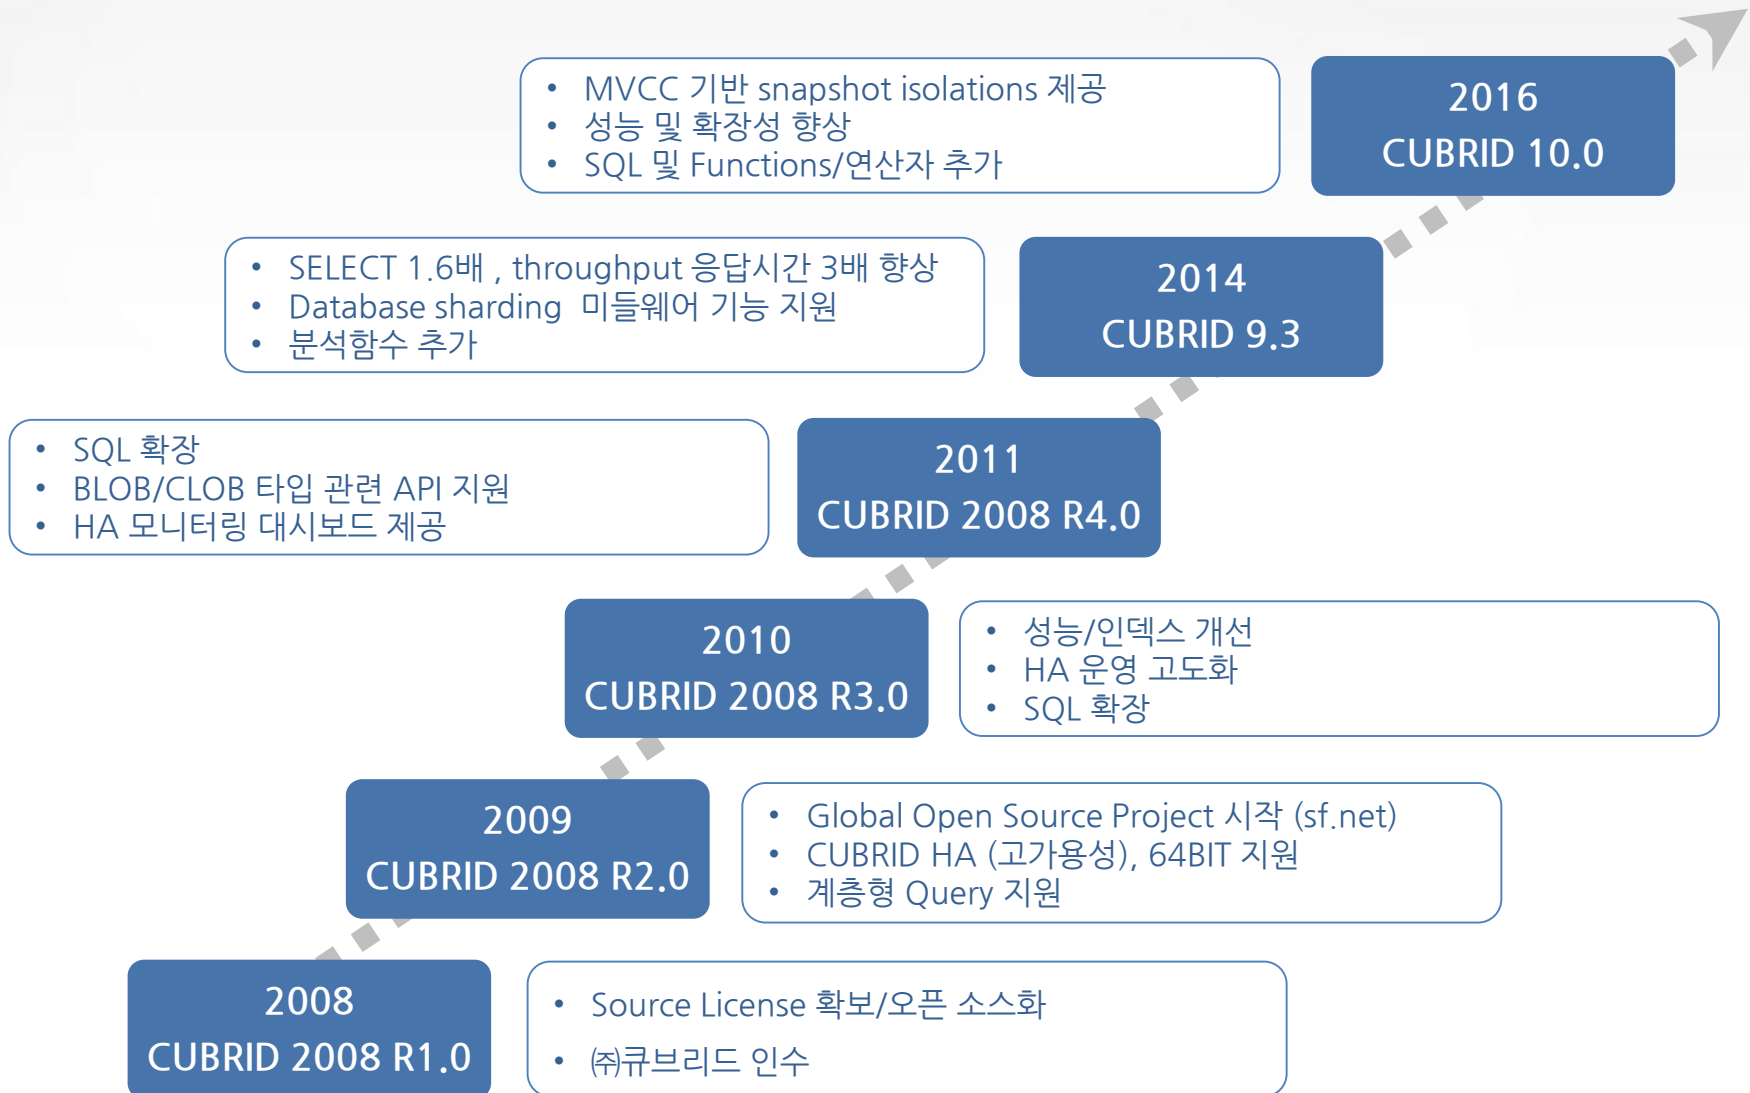 • MVCC 기반 snapshot isolations 제공
• 성능 및 확장성 향상
• SQL 및 Functions/연산자 추가
2016
CUBRID 10.0
• SELECT 1.6배 , throughput 응답시간 3배 향상
• Database sharding 미들웨어 기능 지원
• 분석함수 추가
2014
CUBRID 9.3
• SQL 확장
• BLOB/CLOB 타입 관련 API 지원
• HA 모니터링 대시보드 제공
2011
CUBRID 2008 R4.0
2010
CUBRID 2008 R3.0
• 성능/인덱스 개선
• HA 운영 고도화
• SQL 확장
2009
CUBRID 2008 R2.0
• Global Open Source Project 시작 (sf.net)
• CUBRID HA (고가용성), 64BIT 지원
• 계층형 Query 지원
2008
CUBRID 2008 R1.0
• Source License 확보/오픈 소스화
• ㈜큐브리드 인수